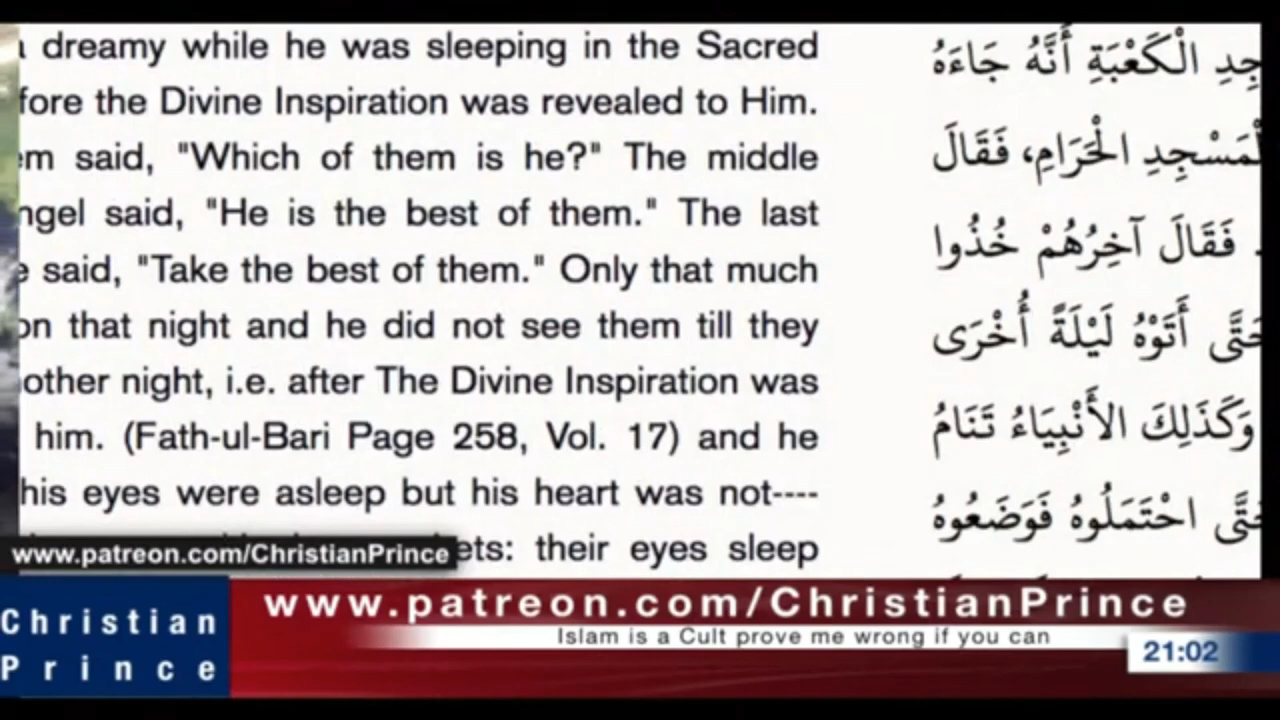 dreamy while he was sleeping in the Sacred
fore the Divine Inspiration was revealed to Him.
em said, "Which of them is he?" The middle
ngel said, "He is the best of them." The last
e said, "Take the best of them." Only that much
on that night and he did not see them till they
other night, i.e. after The Divine Inspiration was
him. (Fath-ul-Bari Page 258, Vol. 17) and he
his eyes were asleep but his heart was not----
ets: their eyes sleep
جِدِ الْكَعْبَةِ أَنَّهُ جَاءَهُ
لْمَسْجِدِ الْحَرَامِ، فَقَالَ
. فَقَالَ آخِرُهُمْ خُذُوا
حَتَّى أَتَوْهُ لَيْلَةً أُخْرَى
وَكَذَلِكَ الأَنْبِيَاءُ تَنَامُ
حَتَّى احْتَمَلُوهُ فَوَضَعُوهُ
www.patreon.com/ChristianPrince
Christian
Prince
www.patreon.com/ChristianPrince
Islam is a Cult prove me wrong if you can
21:02